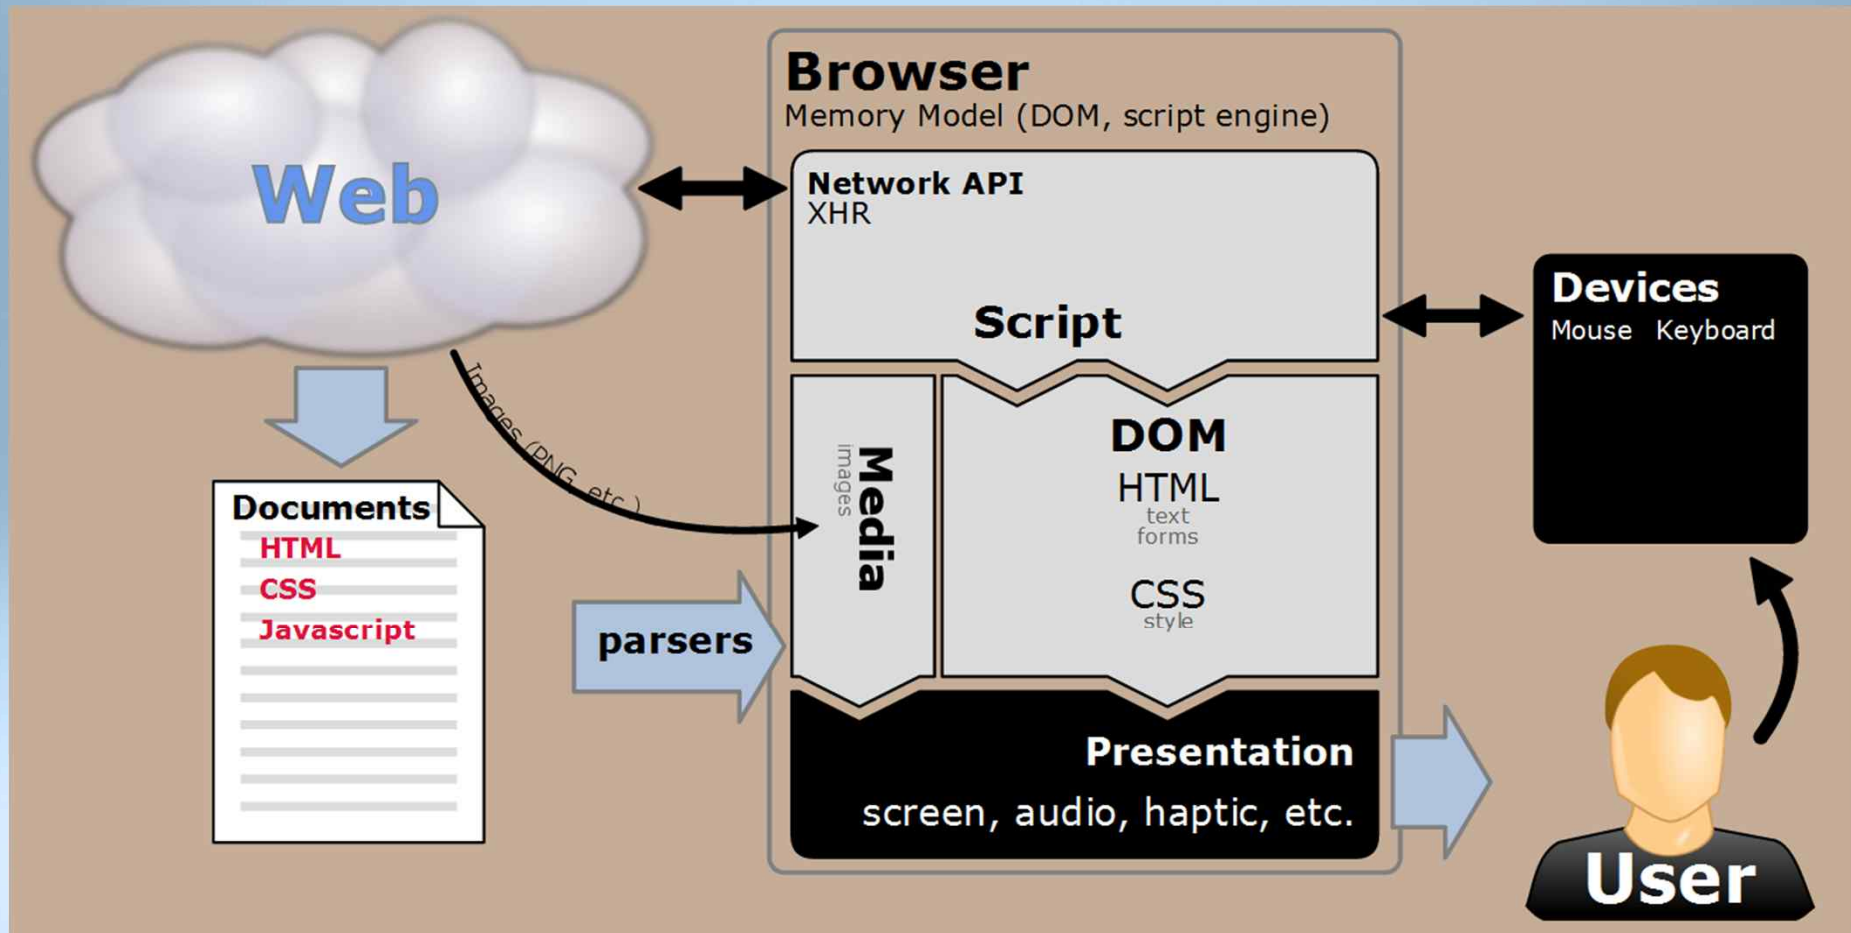 Web
Images (PNG, etc.)
Documents
HTML
CSS
Javascript
parsers
Browser
Memory Model (DOM, script engine)
Network API
XHR
Script
Media
images
DOM
HTML
text
forms
CSS
style
Presentation
screen, audio, haptic, etc.
Devices
Mouse Keyboard
User